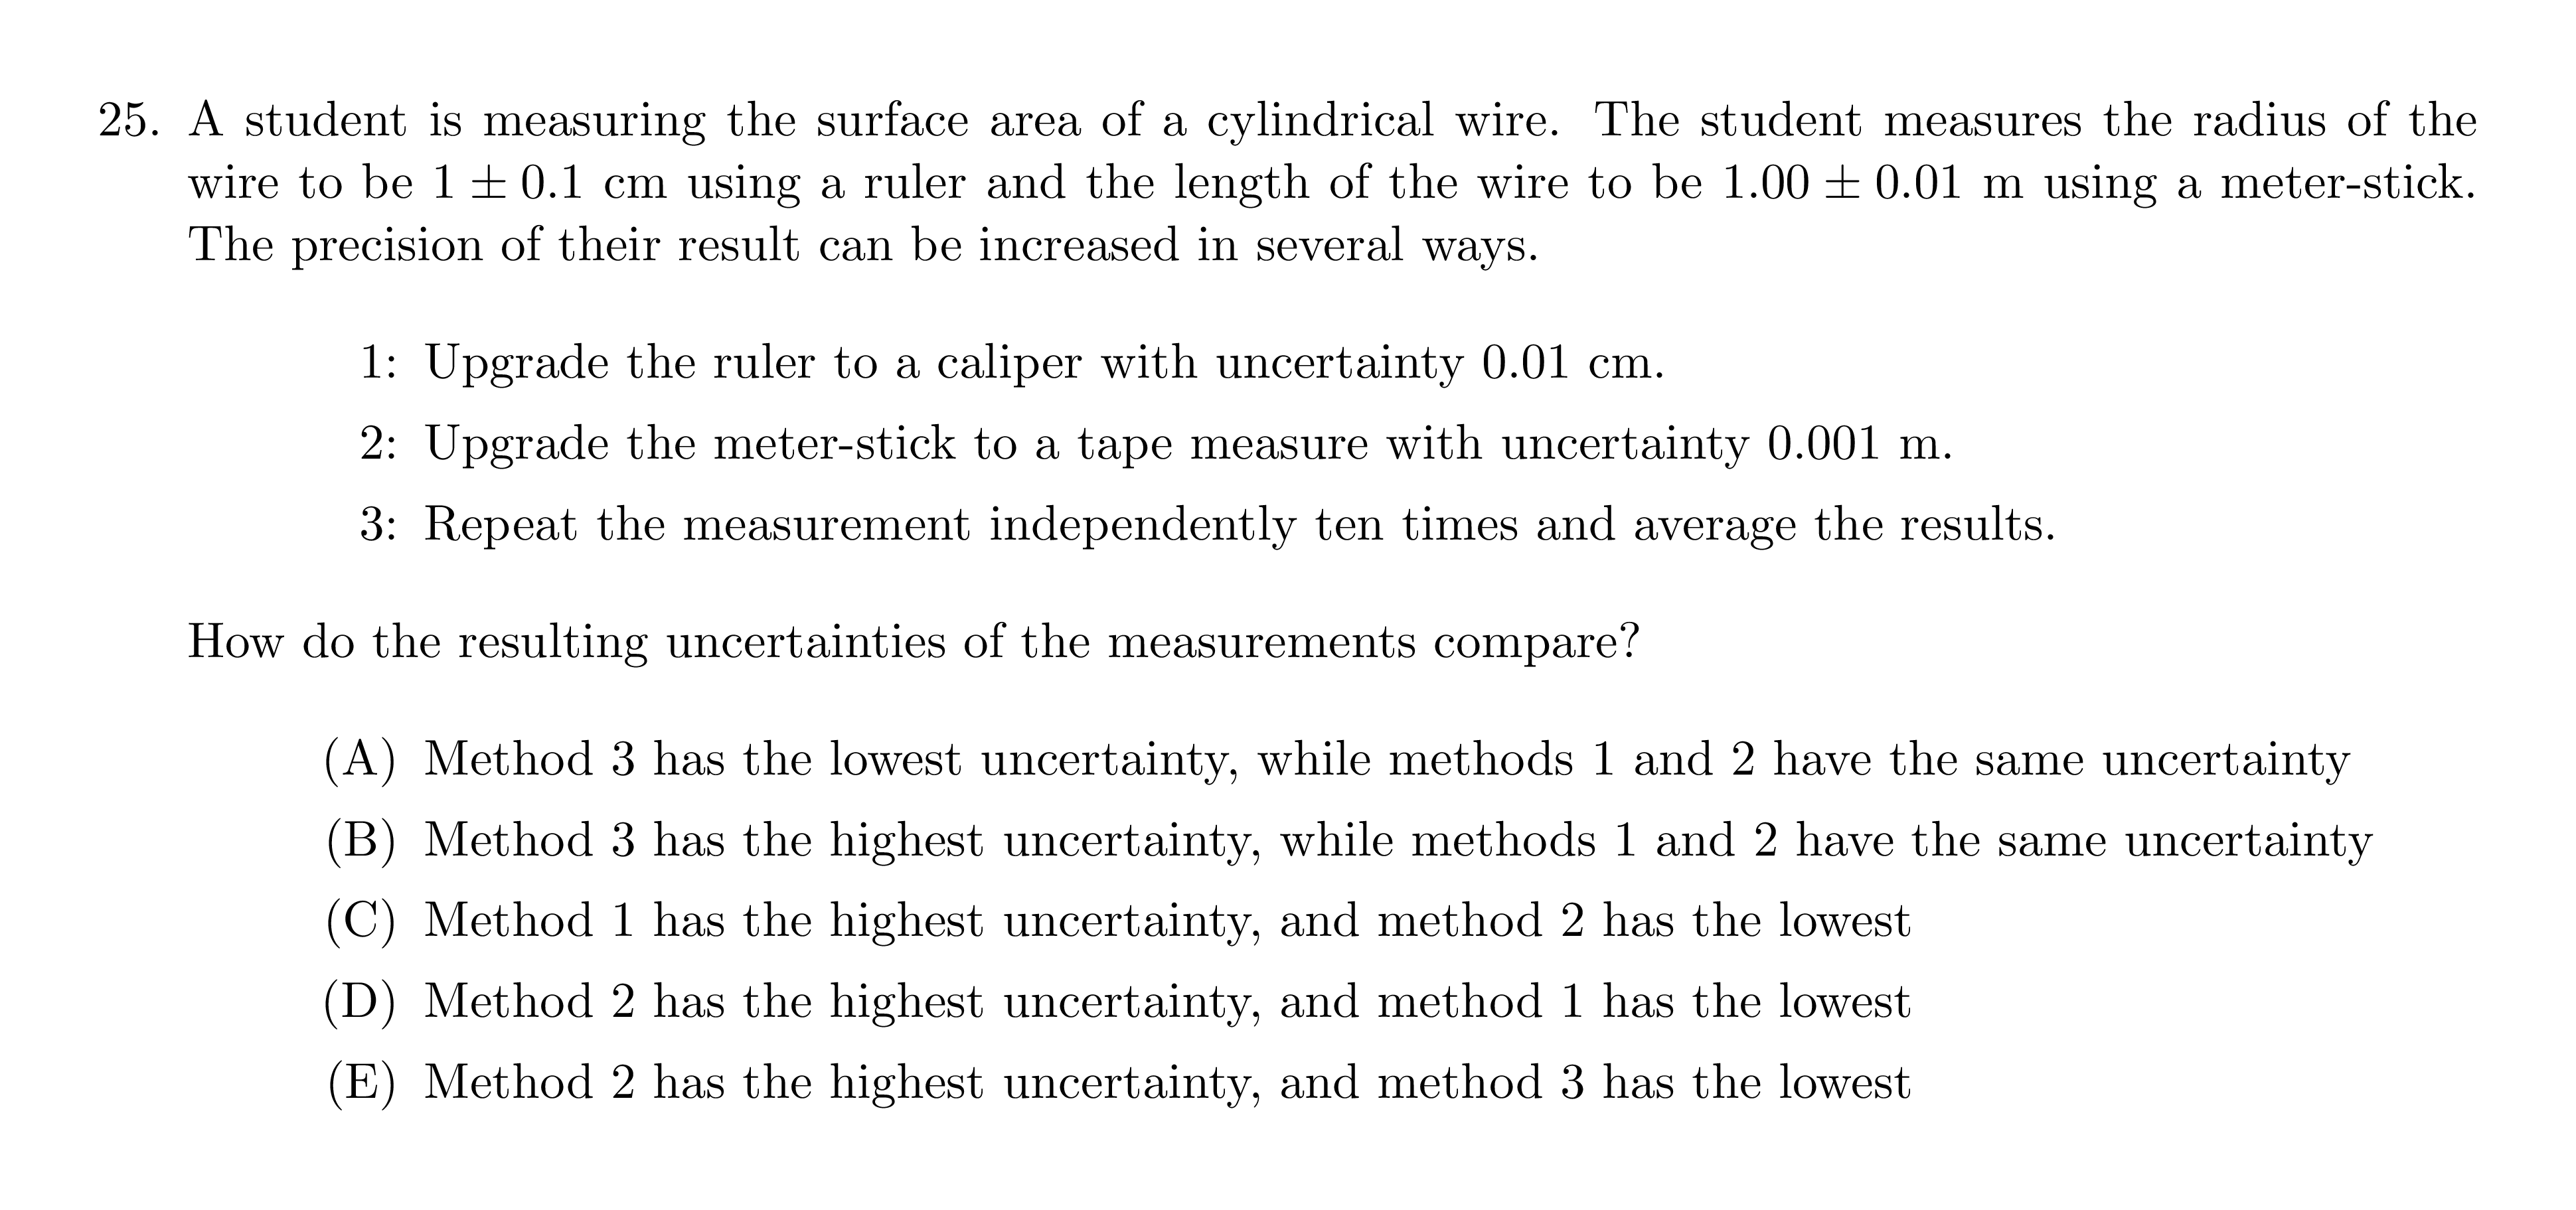 25. A student is measuring the surface area of a cylindrical wire. The student measures the radius of the
wire to be 1 ± 0.1 cm using a ruler and the length of the wire to be 1.00 ± 0.01 m using a meter-stick.
The precision of their result can be increased in several ways.
1: Upgrade the ruler to a caliper with uncertainty 0.01 cm.
2: Upgrade the meter-stick to a tape measure with uncertainty 0.001 m.
3: Repeat the measurement independently ten times and average the results.
How do the resulting uncertainties of the measurements compare?
(A) Method 3 has the lowest uncertainty, while methods 1 and 2 have the same uncertainty
(B) Method 3 has the highest uncertainty, while methods 1 and 2 have the same uncertainty
(C) Method 1 has the highest uncertainty, and method 2 has the lowest
(D) Method 2 has the highest uncertainty, and method 1 has the lowest
(E) Method 2 has the highest uncertainty, and method 3 has the lowest